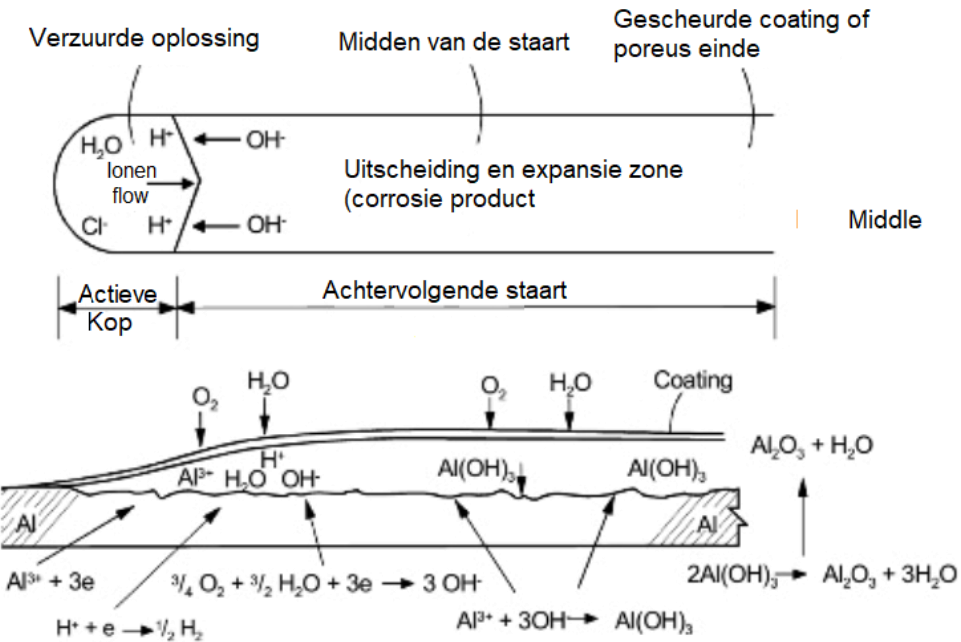 Verzuurde oplossing
Midden van de staart
Gescheurde coating of
poreus einde
H₂O H⁺ ← OH⁻
Ionen
flow
Cl⁻ H⁺ ← OH⁻
Uitscheiding en expansie zone
(corrosie product
Middle
Actieve
Kop
Achtervolgende staart
O₂ H₂O O₂ H₂O Coating
H⁺
Al³⁺ H₂O OH⁻
Al(OH)₃ Al(OH)₃
Al₂O₃ + H₂O
Al Al
Al³⁺ + 3e
³/₄ O₂ + ³/₂ H₂O + 3e → 3 OH⁻
2Al(OH)₃→ Al₂O₃ + 3H₂O
H⁺ + e →¹/₂ H₂
Al³⁺ + 3OH→ Al(OH)₃